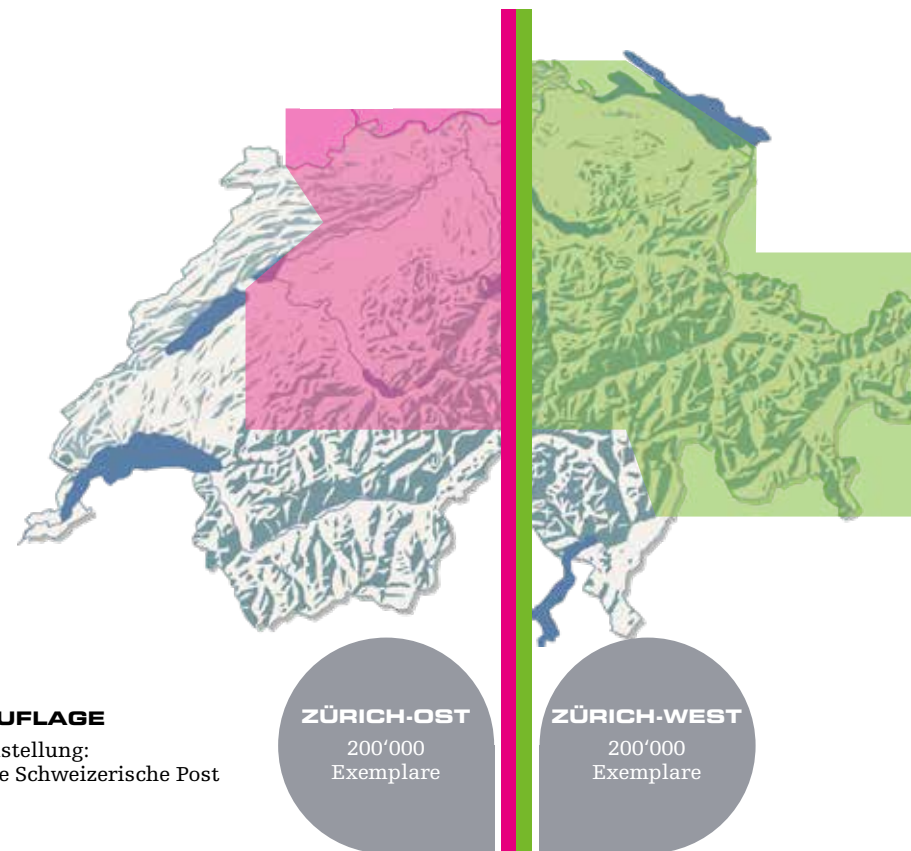 UFLAGE
stellung:
e Schweizerische Post
ZÜRICH-OST
200‘000
Exemplare
ZÜRICH-WEST
200‘000
Exemplare